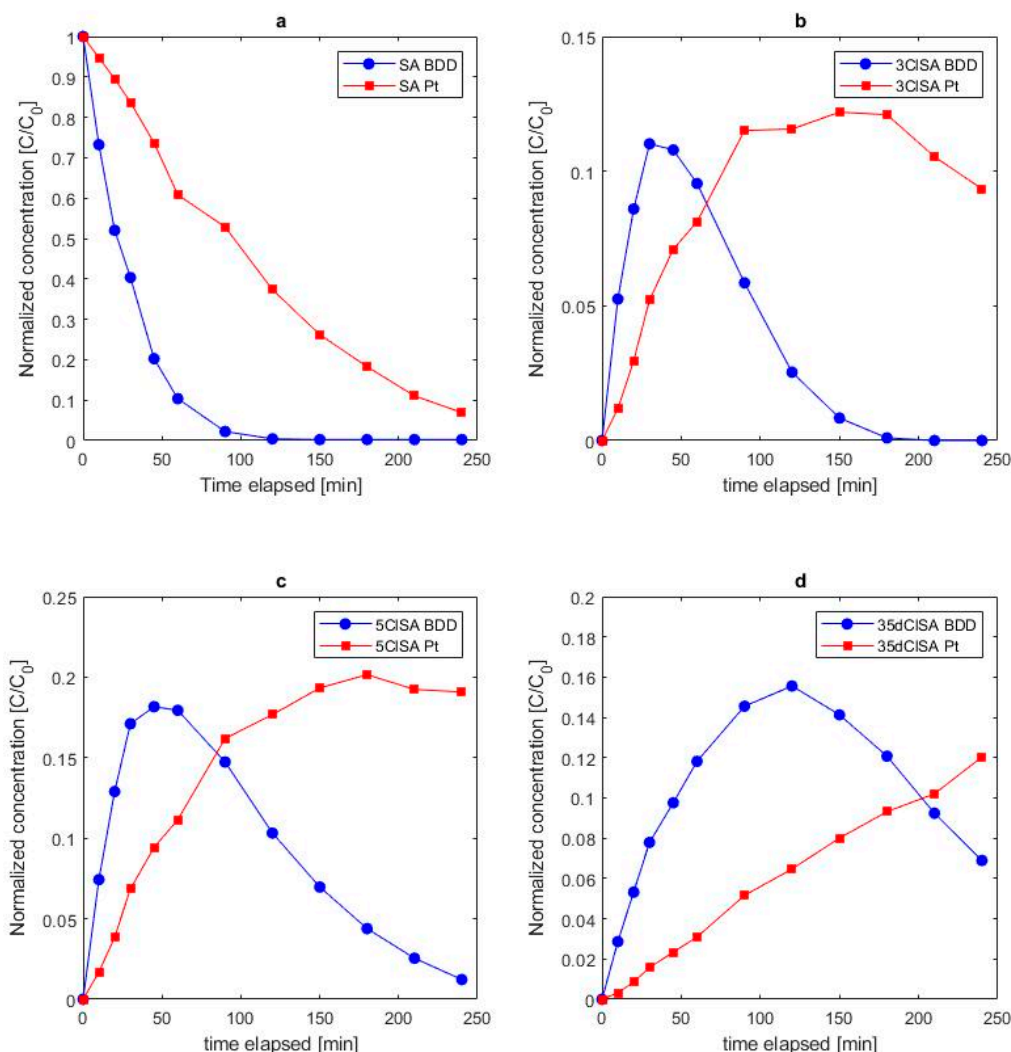 a
Normalized concentration [C/C0]
1
0.9
0.8
0.7
0.6
0.5
0.4
0.3
0.2
0.1
0
SA BDD
SA Pt
0 50 100 150 200 250
Time elapsed [min]
b
Normalized concentration [C/C0]
0.15
0.1
0.05
0
3ClSA BDD
3ClSA Pt
0 50 100 150 200 250
time elapsed [min]
c
Normalized concentration [C/C0]
0.25
0.2
0.15
0.1
0.05
0
5ClSA BDD
5ClSA Pt
0 50 100 150 200 250
time elapsed [min]
d
Normalized concentration [C/C0]
0.2
0.18
0.16
0.14
0.12
0.1
0.08
0.06
0.04
0.02
0
35dClSA BDD
35dClSA Pt
0 50 100 150 200 250
time elapsed [min]